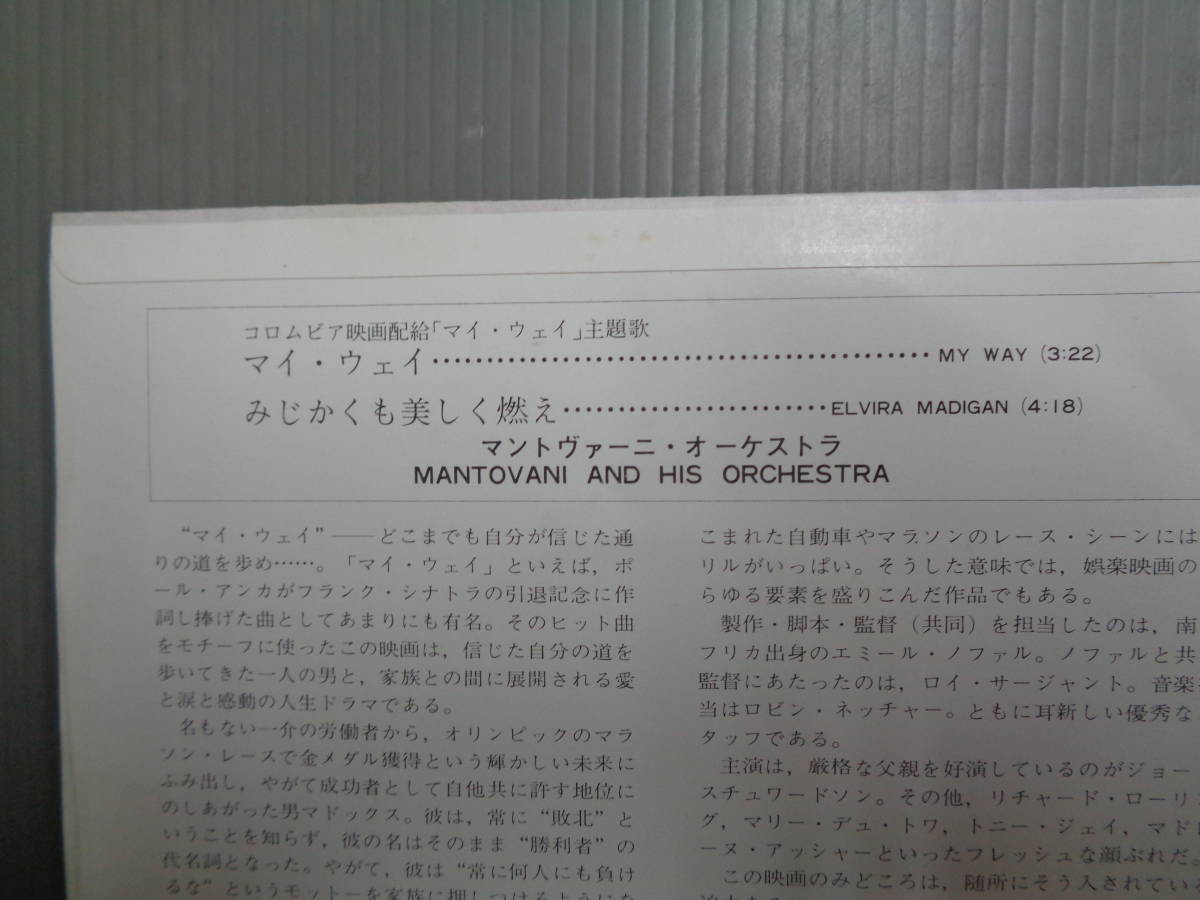 コロムビア映画配給「マイ・ウェイ」主題歌
マイ・ウェイ…………………………………………… MY WAY (3:22)
みじかくも美しく燃え………………………ELVIRA MADIGAN (4:18)
マントヴァーニ・オーケストラ
MANTOVANI AND HIS ORCHESTRA
“マイ・ウェイ”――どこまでも自分が信じた通
りの道を歩め……。「マイ・ウェイ」といえば，ポ
ール・アンカがフランク・シナトラの引退記念に作
詞し捧げた曲としてあまりにも有名。そのヒット曲
をモチーフに使ったこの映画は，信じた自分の道を
歩いてきた一人の男と，家族との間に展開される愛
と涙と感動の人生ドラマである。
名もない一介の労働者から，オリンピックのマラ
ソン・レースで金メダル獲得という輝かしい未来に
ふみ出し，やがて成功者として自他共に許す地位に
のしあがった男マドックス。彼は，常に“敗北”と
いうことを知らず，彼の名はそのまま“勝利者”の
代名詞となった。やがて，彼は“常に何人にも負け
るな”というモットーを家族に押しつけるようにな
こまれた自動車やマラソンのレース・シーンには
リルがいっぱい。そうした意味では，娯楽映画の
らゆる要素を盛りこんだ作品でもある。
製作・脚本・監督（共同）を担当したのは，南
フリカ出身のエミール・ノファル。ノファルと共
監督にあたったのは，ロイ・サージャント。音楽
当はロビン・ネッチャー。ともに耳新しい優秀な
タッフである。
主演は，厳格な父親を好演しているのがジョー
スチュワードソン。その他，リチャード・ローリ
グ，マリー・デュ・トワ，トニー・ジェイ，マド
ーヌ・アッシャーといったフレッシュな顔ぶれだ。
この映画のみどころは，随所にそう入されている